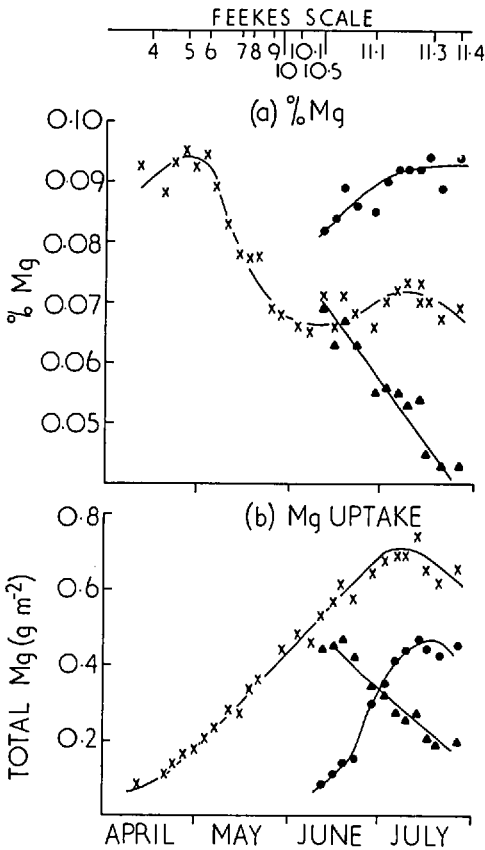 FEEKES SCALE
4 5 6 7 8 9 10·1 11·1 11·3 11·4
10 10·5
(a) % Mg
0·10
0·09
0·08
0·07
0·06
0·05
% Mg
(b) Mg UPTAKE
0·8
0·6
0·4
0·2
TOTAL Mg (g m-2)
APRIL MAY JUNE JULY